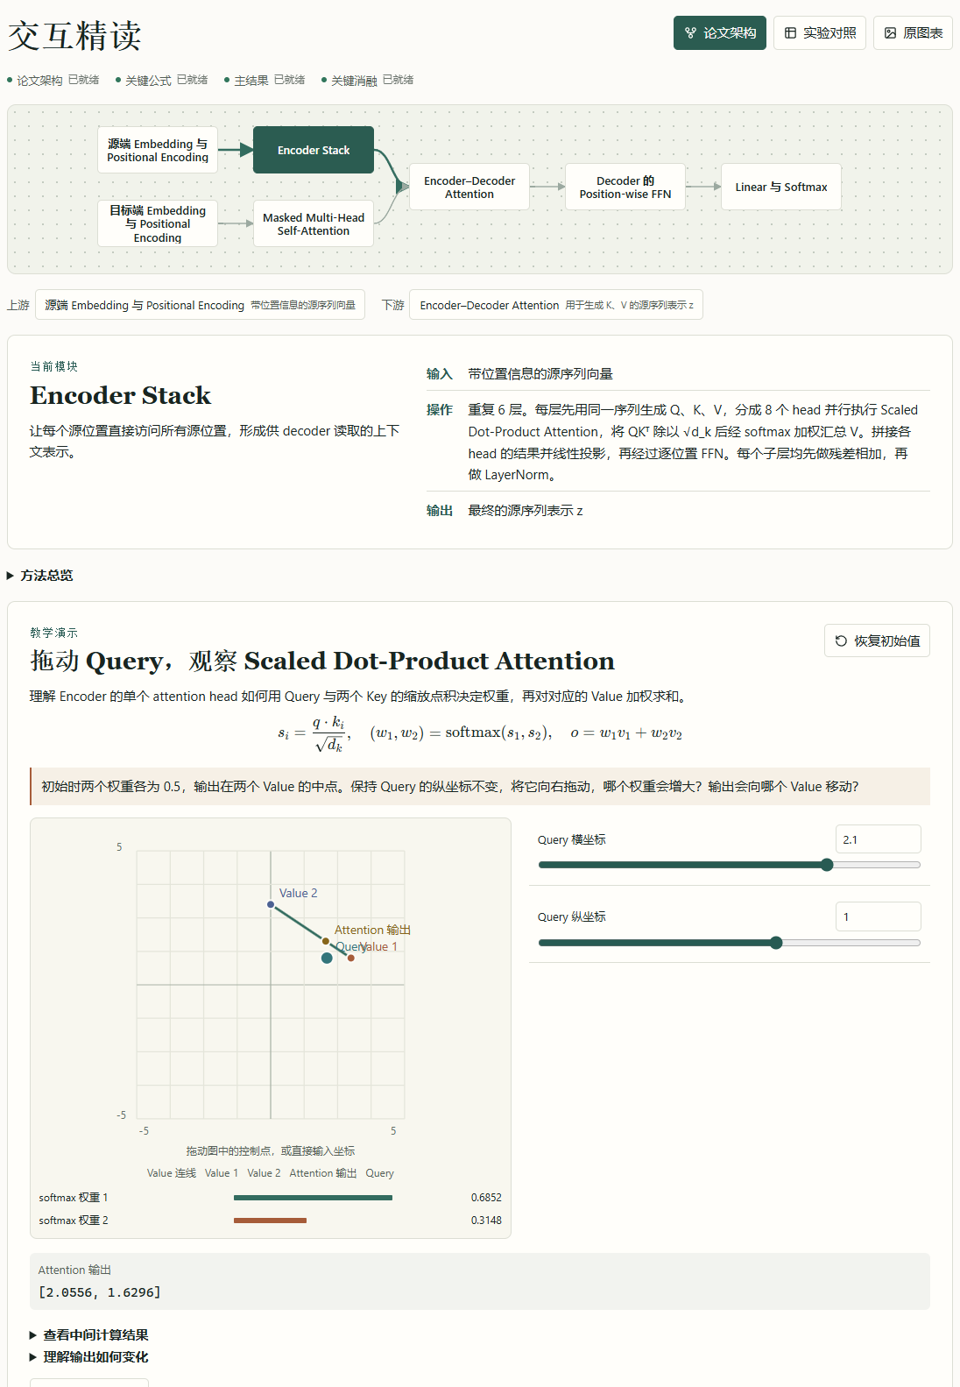 交互精读
论文架构
实验对照
原图表
论文架构 已就绪
关键公式 已就绪
主结果 已就绪
关键消融 已就绪
源端 Embedding 与
Positional Encoding
Encoder Stack
目标端 Embedding
与 Positional
Encoding
Masked Multi-Head
Self-Attention
Encoder–Decoder
Attention
Decoder 的
Position-wise FFN
Linear 与 Softmax
上游 源端 Embedding 与 Positional Encoding 带位置信息的源序列向量
下游 Encoder–Decoder Attention 用于生成 K、V 的源序列表示 z
当前模块
Encoder Stack
让每个源位置直接访问所有源位置，形成供 decoder 读取的上下
文表示。
输入 带位置信息的源序列向量
操作 重复 6 层。每层先用同一序列生成 Q、K、V，分成 8 个 head 并行执行 Scaled
Dot-Product Attention，将 QKᵀ 除以 √d_k 后经 softmax 加权汇总 V。拼接各
head 的结果并线性投影，再经过逐位置 FFN。每个子层均先做残差相加，再
做 LayerNorm。
输出 最终的源序列表示 z
方法总览
教学演示
拖动 Query，观察 Scaled Dot-Product Attention
恢复初始值
理解 Encoder 的单个 attention head 如何用 Query 与两个 Key 的缩放点积决定权重，再对对应的 Value 加权求和。
s_i = q · k_i / √d_k, (w_1, w_2) = softmax(s_1, s_2), o = w_1v_1 + w_2v_2
初始时两个权重各为 0.5，输出在两个 Value 的中点。保持 Query 的纵坐标不变，将它向右拖动，哪个权重会增大？输出会向哪个 Value 移动？
5
Value 2
Attention 输出
Query
Value 1
-5
-5
5
拖动图中的控制点，或直接输入坐标
Value 连线 Value 1 Value 2 Attention 输出 Query
softmax 权重 1 0.6852
softmax 权重 2 0.3148
Query 横坐标 2.1
Query 纵坐标 1
Attention 输出
[2.0556, 1.6296]
查看中间计算结果
理解输出如何变化